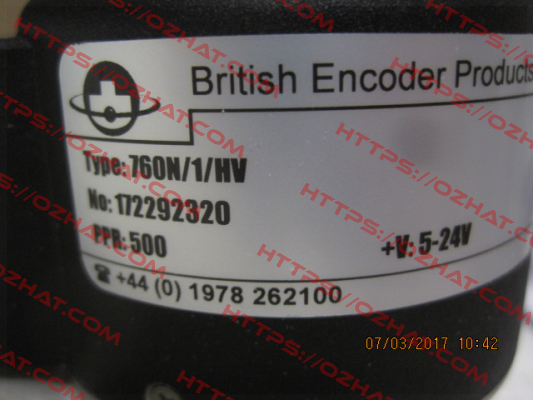 British Encoder Products
Type: 760N/1/HV
No: 172292320
PPR: 500 +V: 5-24V
☎ +44 (0) 1978 262100
07/03/2017 10:42
HTTPS://OZHAT.COM